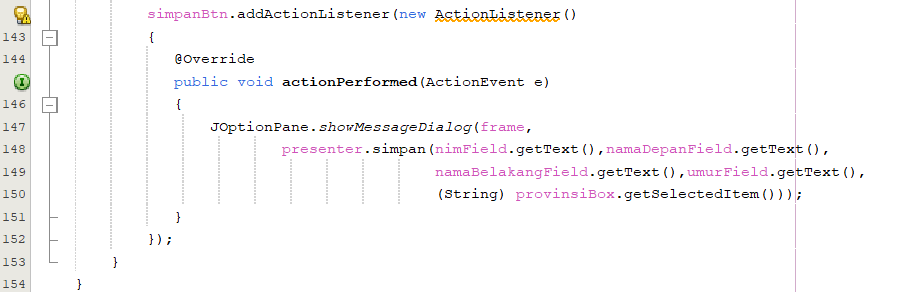 simpanBtn.addActionListener(new ActionListener()
143 {
144 @Override
public void actionPerformed(ActionEvent e)
146 {
147 JOptionPane.showMessageDialog(frame,
148 presenter.simpan(nimField.getText(),namaDepanField.getText(),
149 namaBelakangField.getText(),umurField.getText(),
150 (String) provinsiBox.getSelectedItem()));
151 }
152 });
153 }
154 }